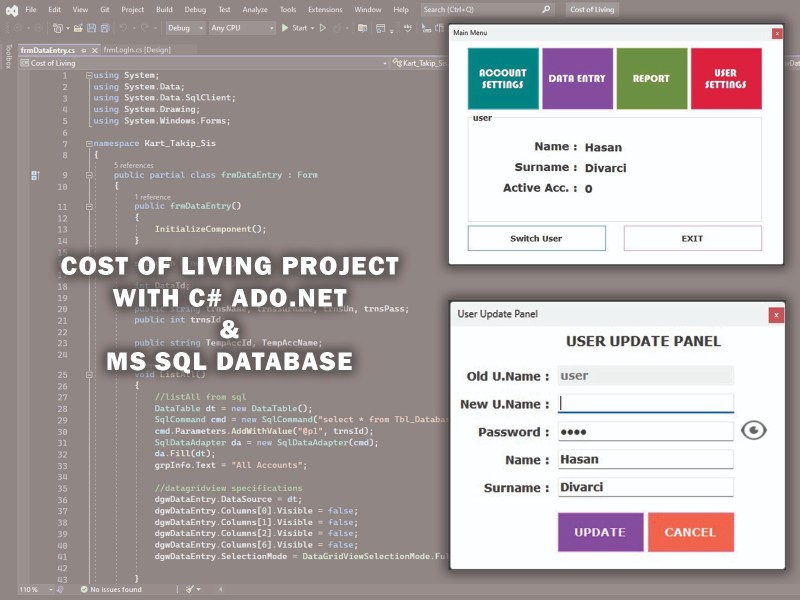 File Edit View Git Project Build Debug Test Analyze Tools Extensions Window Help Search (Ctrl+Q) Cost of Living
Debug Any CPU Start
frmDataEntry.cs frmLogIn.cs [Design]
Toolbox
Cost of Living Kart_Takip_Sis
1 using System;
2 using System.Data;
3 using System.Data.SqlClient;
4 using System.Drawing;
5 using System.Windows.Forms;
6
7 namespace Kart_Takip_Sis
8 {
5 references
9 public partial class frmDataEntry : Form
10 {
1 reference
11 public frmDataEntry()
12 {
13 InitializeComponent();
14 }
COST OF LIVING PROJECT
WITH C# ADO.NET
&
MS SQL DATABASE
18 int DataId;
20 public string trnsName, trnsSurname, trnsUn, trnsPass;
21 public int trnsId
22
23 public string TempAccId, TempAccName;
24
25 void ListAll()
26 {
27 //listAll from sql
28 DataTable dt = new DataTable();
29 SqlCommand cmd = new SqlCommand("select * from Tbl_Databas
30 cmd.Parameters.AddWithValue("@p1", trnsId);
31 SqlDataAdapter da = new SqlDataAdapter(cmd);
32 da.Fill(dt);
33 grpInfo.Text = "All Accounts";
34
35 //datagridview specifications
36 dgwDataEntry.DataSource = dt;
37 dgwDataEntry.Columns[0].Visible = false;
38 dgwDataEntry.Columns[1].Visible = false;
39 dgwDataEntry.Columns[2].Visible = false;
40 dgwDataEntry.Columns[6].Visible = false;
41 dgwDataEntry.SelectionMode = DataGridViewSelectionMode.Ful
42
43 }
110 % No issues found
Main Menu x
ACCOUNT SETTINGS DATA ENTRY REPORT USER SETTINGS
user
Name : Hasan
Surname : Divarci
Active Acc. : 0
Switch User EXIT
User Update Panel x
USER UPDATE PANEL
Old U.Name : user
New U.Name :
Password : ••••
Name : Hasan
Surname : Divarci
UPDATE CANCEL